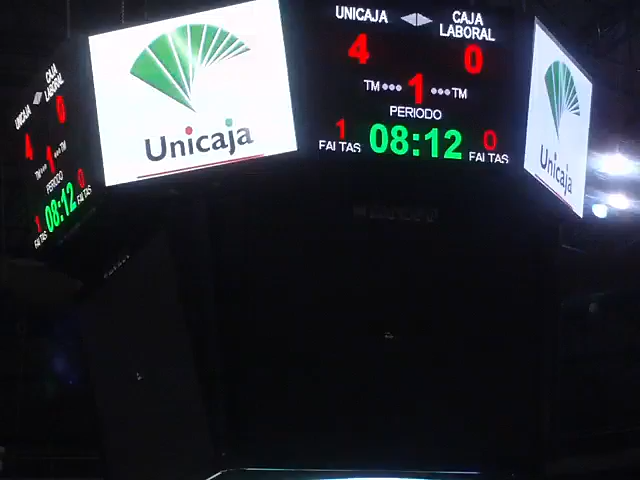 UNICAJA
CAJA
LABORAL
4
0
TM 1 TM
PERIODO
1
FALTAS
08:12
0
FALTAS
Unicaja
UNICAJA
CAJA
LABORAL
4
0
TM 1 TM
PERIODO
1
FALTAS
08:12
0
FALTAS
Unicaja